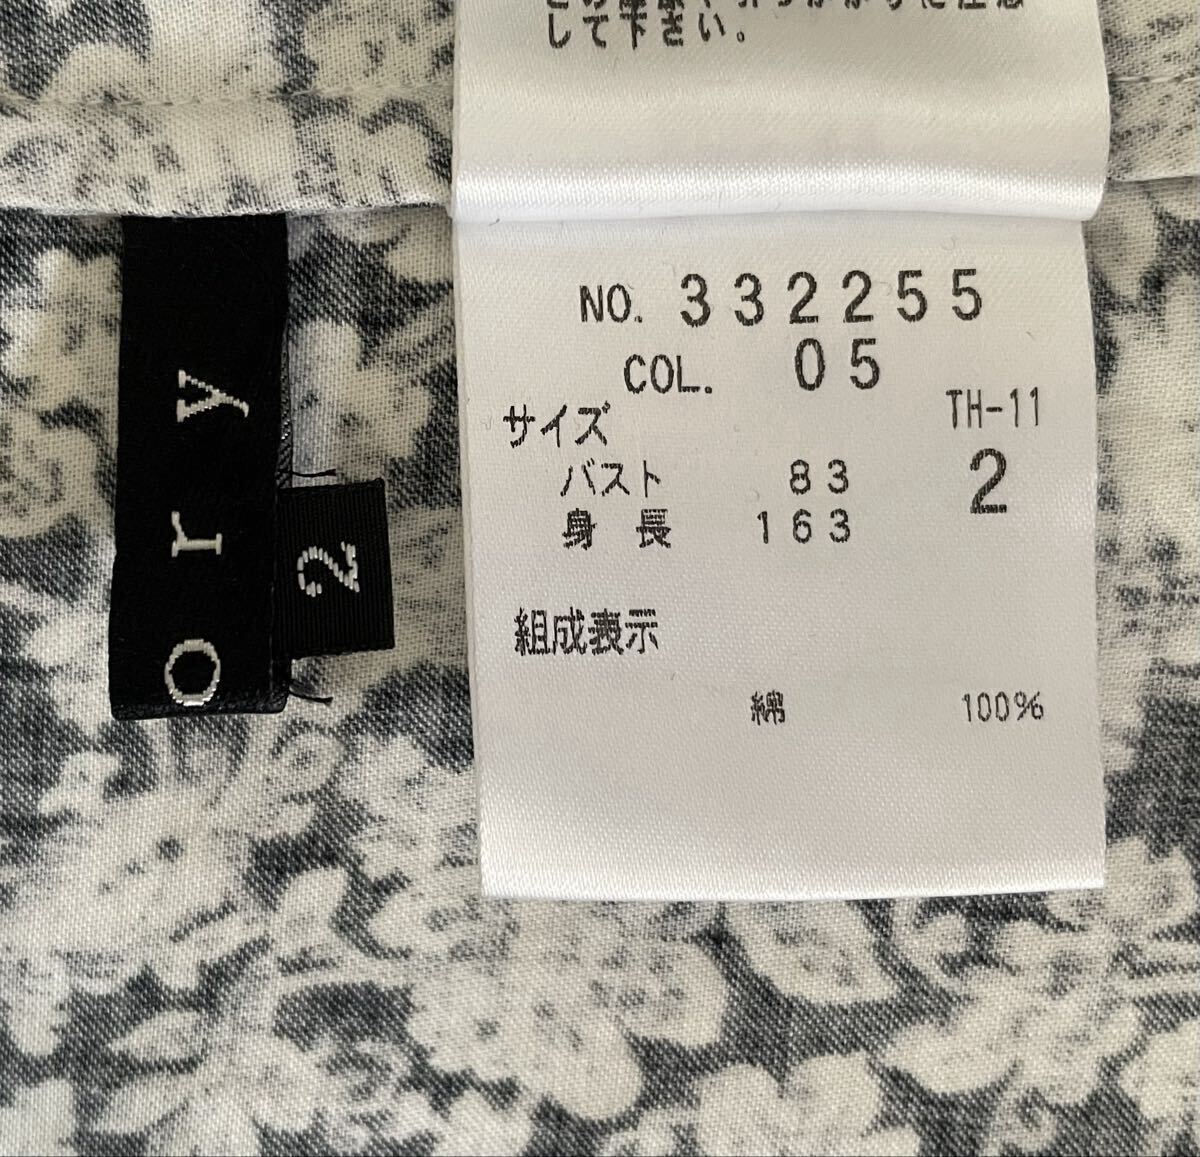 して下さい。
NO. 332255
COL. 05
サイズ TH-11
バスト 83 2
身長 163
組成表示
綿 100%
ory
2